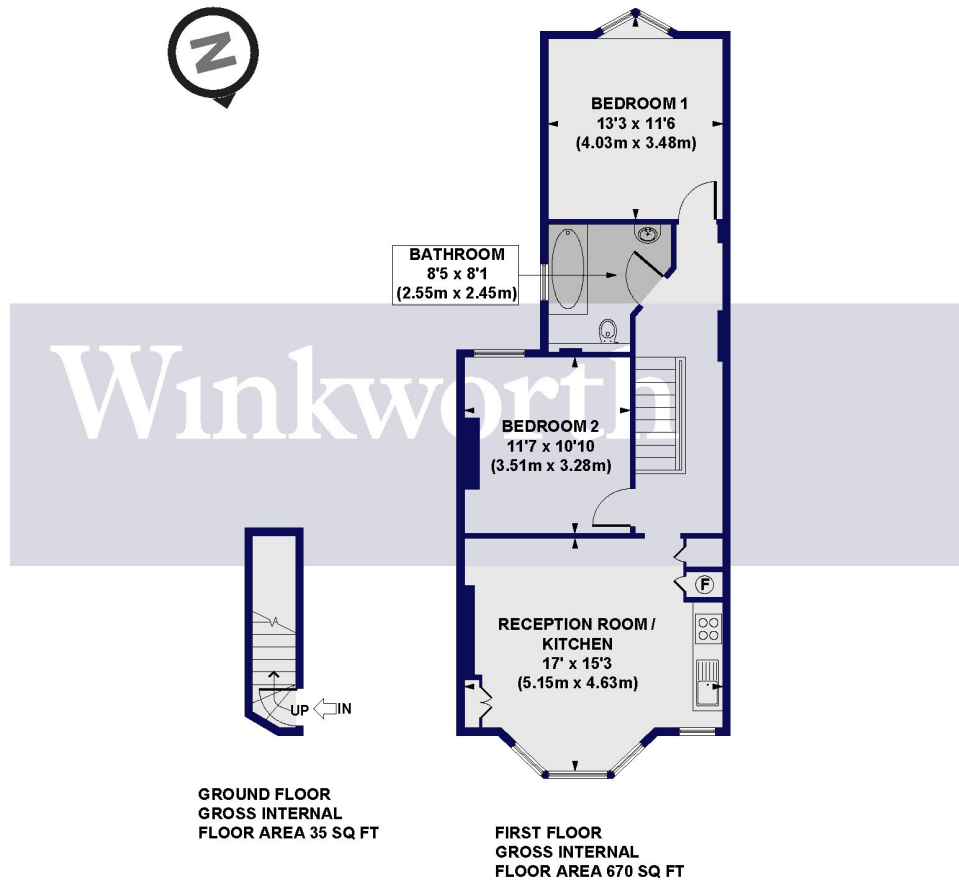 N
BEDROOM 1
13'3 x 11'6
(4.03m x 3.48m)
BATHROOM
8'5 x 8'1
(2.55m x 2.45m)
Winkworth
BEDROOM 2
11'7 x 10'10
(3.51m x 3.28m)
F
RECEPTION ROOM /
KITCHEN
17' x 15'3
(5.15m x 4.63m)
UP
IN
GROUND FLOOR
GROSS INTERNAL
FLOOR AREA 35 SQ FT
FIRST FLOOR
GROSS INTERNAL
FLOOR AREA 670 SQ FT